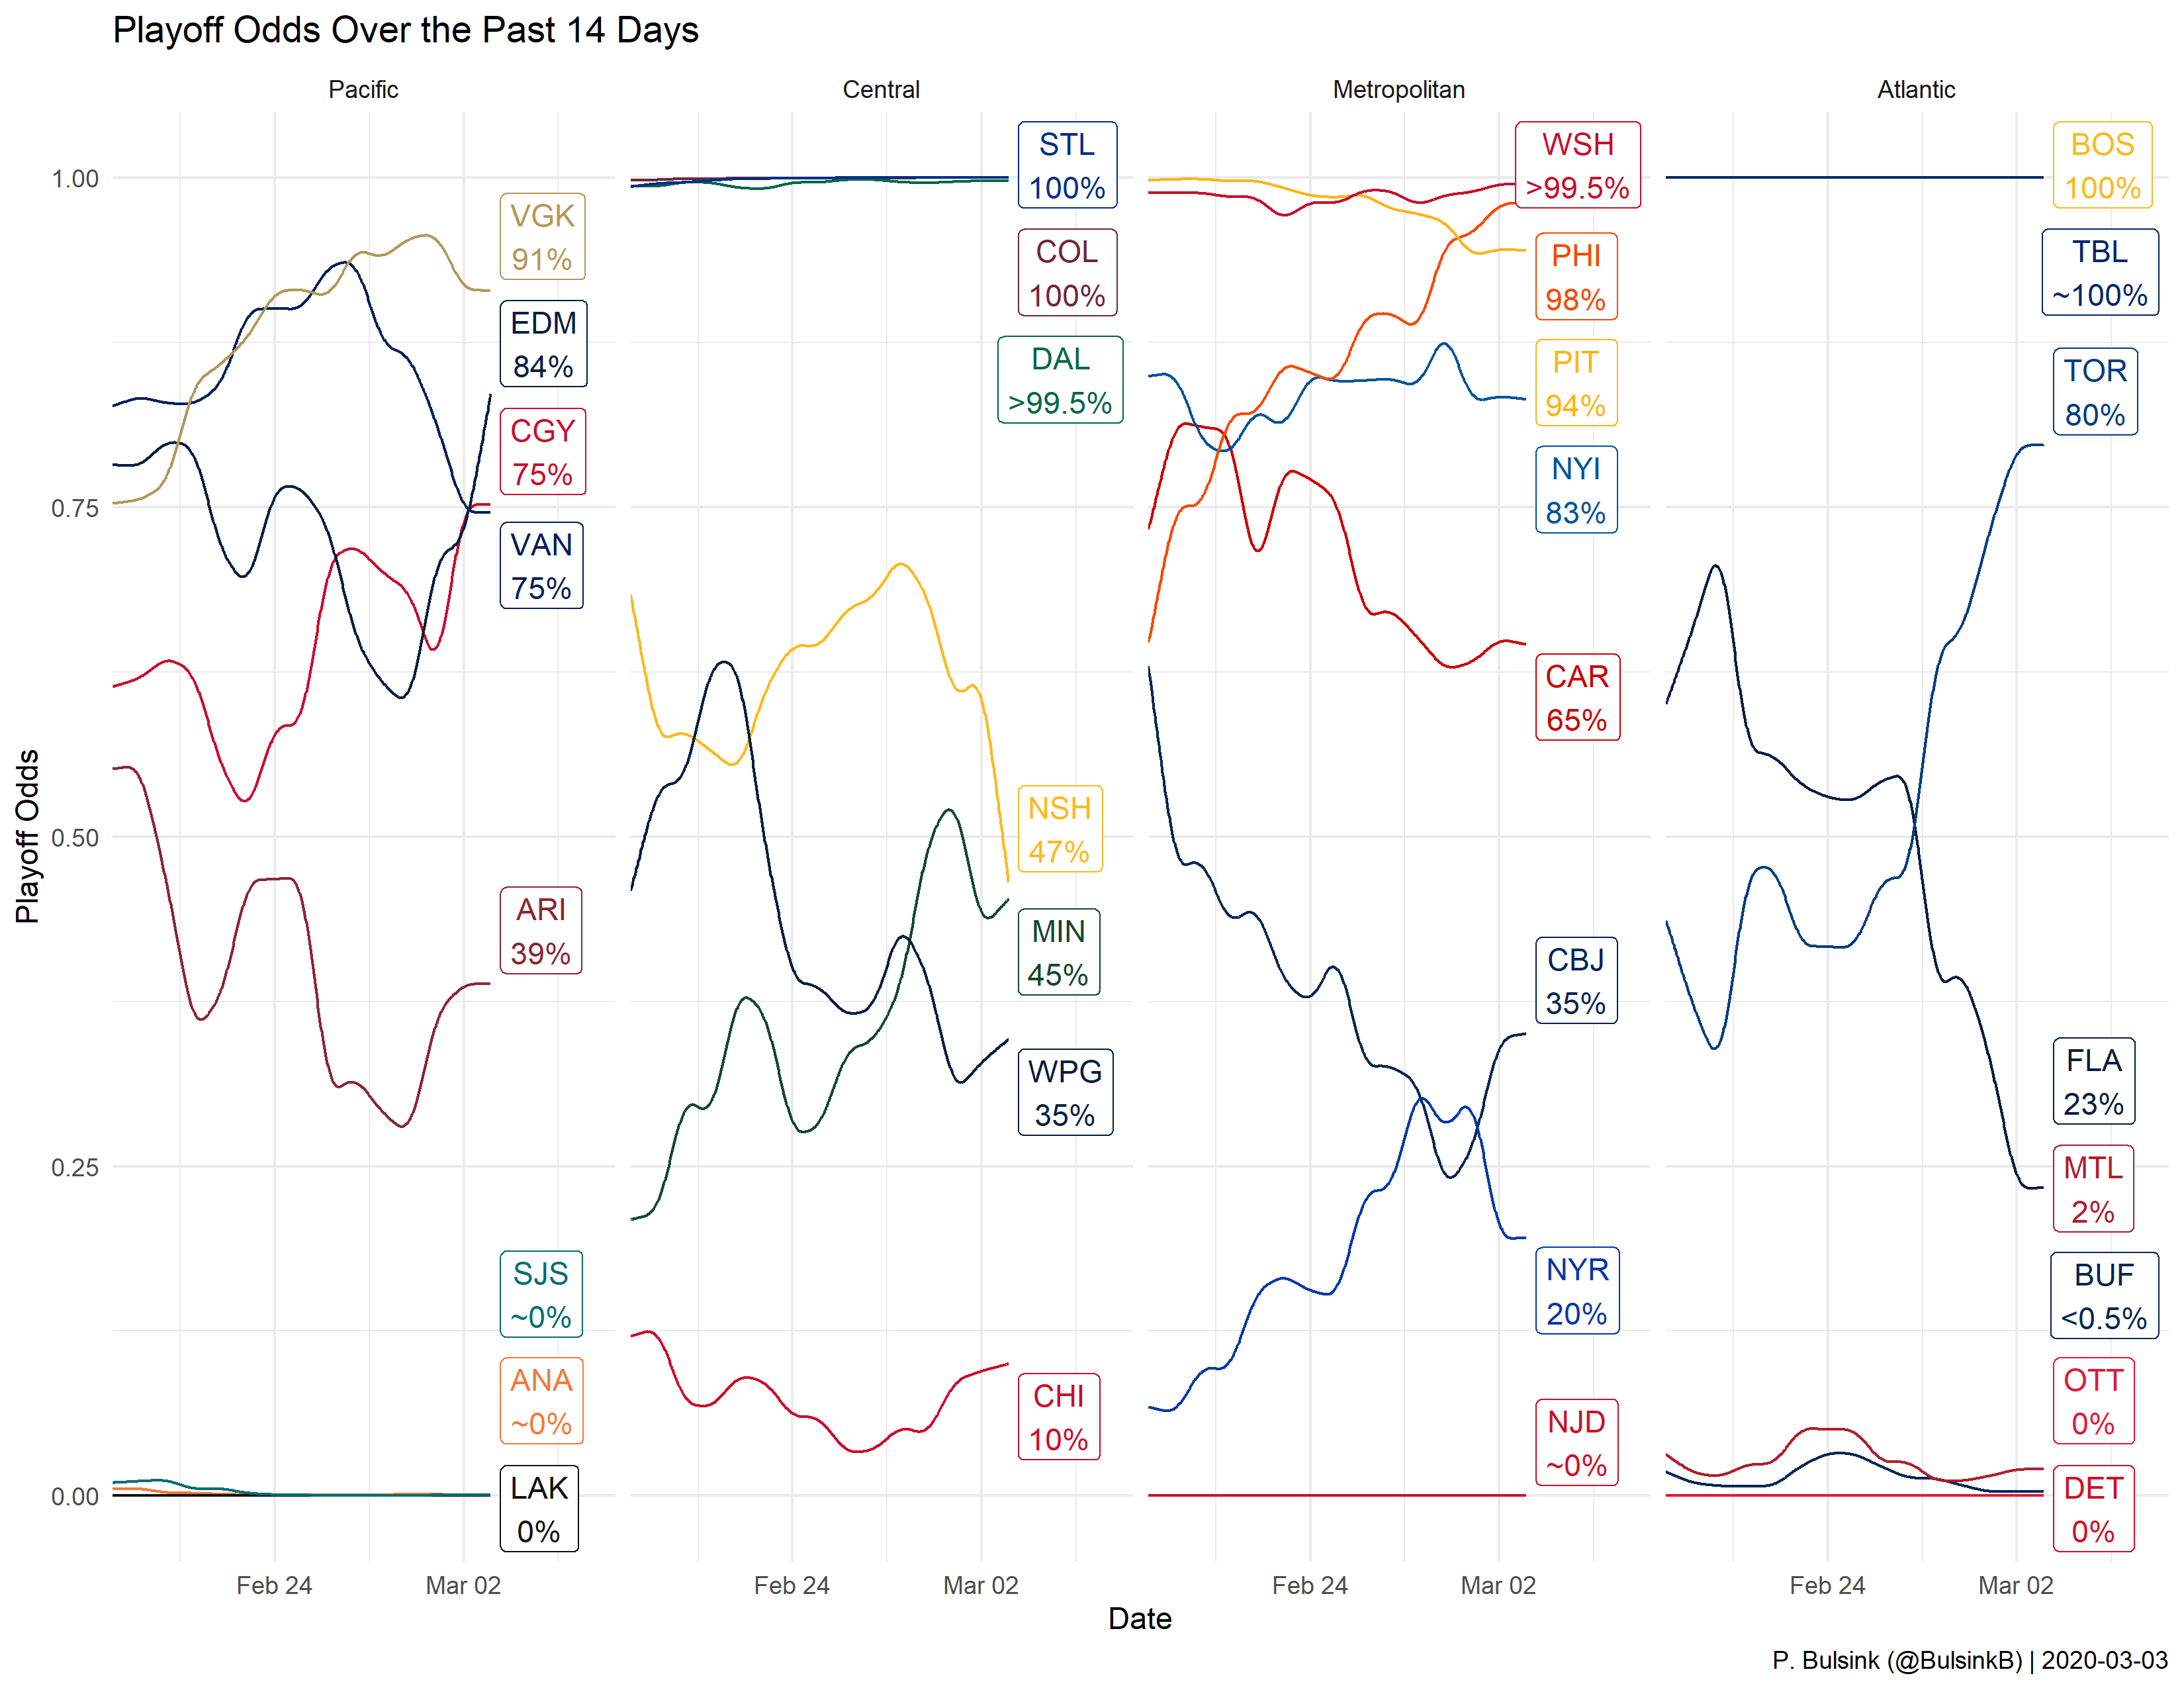 Playoff Odds Over the Past 14 Days
Pacific
Central
Metropolitan
Atlantic
Playoff Odds
1.00
0.75
0.50
0.25
0.00
VGK
91%
EDM
84%
CGY
75%
VAN
75%
ARI
39%
SJS
~0%
ANA
~0%
LAK
0%
STL
100%
COL
100%
DAL
>99.5%
NSH
47%
MIN
45%
WPG
35%
CHI
10%
WSH
>99.5%
PHI
98%
PIT
94%
NYI
83%
CAR
65%
CBJ
35%
NYR
20%
NJD
~0%
BOS
100%
TBL
~100%
TOR
80%
FLA
23%
MTL
2%
BUF
<0.5%
OTT
0%
DET
0%
Feb 24
Mar 02
Feb 24
Mar 02
Feb 24
Mar 02
Feb 24
Mar 02
Date
P. Bulsink (@BulsinkB) | 2020-03-03